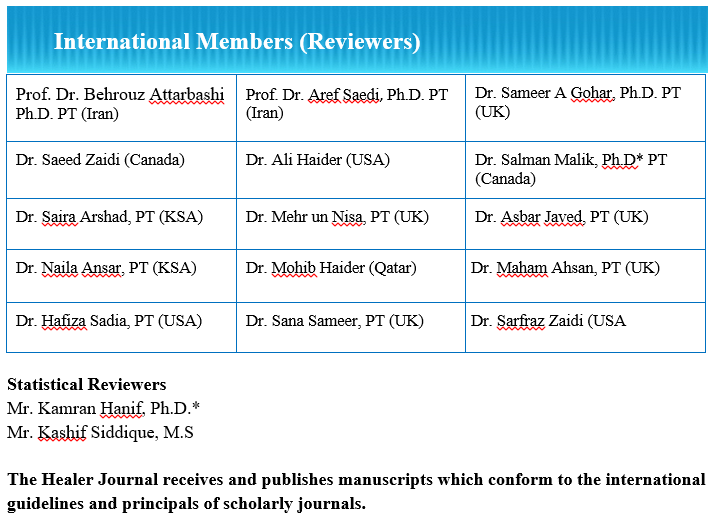 International Members (Reviewers)
Prof. Dr. Behrouz Attarbashi
Ph.D. PT (Iran)
Prof. Dr. Aref Saedi, Ph.D. PT
(Iran)
Dr. Sameer A Gohar, Ph.D. PT
(UK)
Dr. Saeed Zaidi (Canada)
Dr. Ali Haider (USA)
Dr. Salman Malik, Ph.D* PT
(Canada)
Dr. Saira Arshad, PT (KSA)
Dr. Mehr un Nisa, PT (UK)
Dr. Asbar Javed, PT (UK)
Dr. Naila Ansar, PT (KSA)
Dr. Mohib Haider (Qatar)
Dr. Maham Ahsan, PT (UK)
Dr. Hafiza Sadia, PT (USA)
Dr. Sana Sameer, PT (UK)
Dr. Sarfraz Zaidi (USA
Statistical Reviewers
Mr. Kamran Hanif, Ph.D.*
Mr. Kashif Siddique, M.S
The Healer Journal receives and publishes manuscripts which conform to the international
guidelines and principals of scholarly journals.